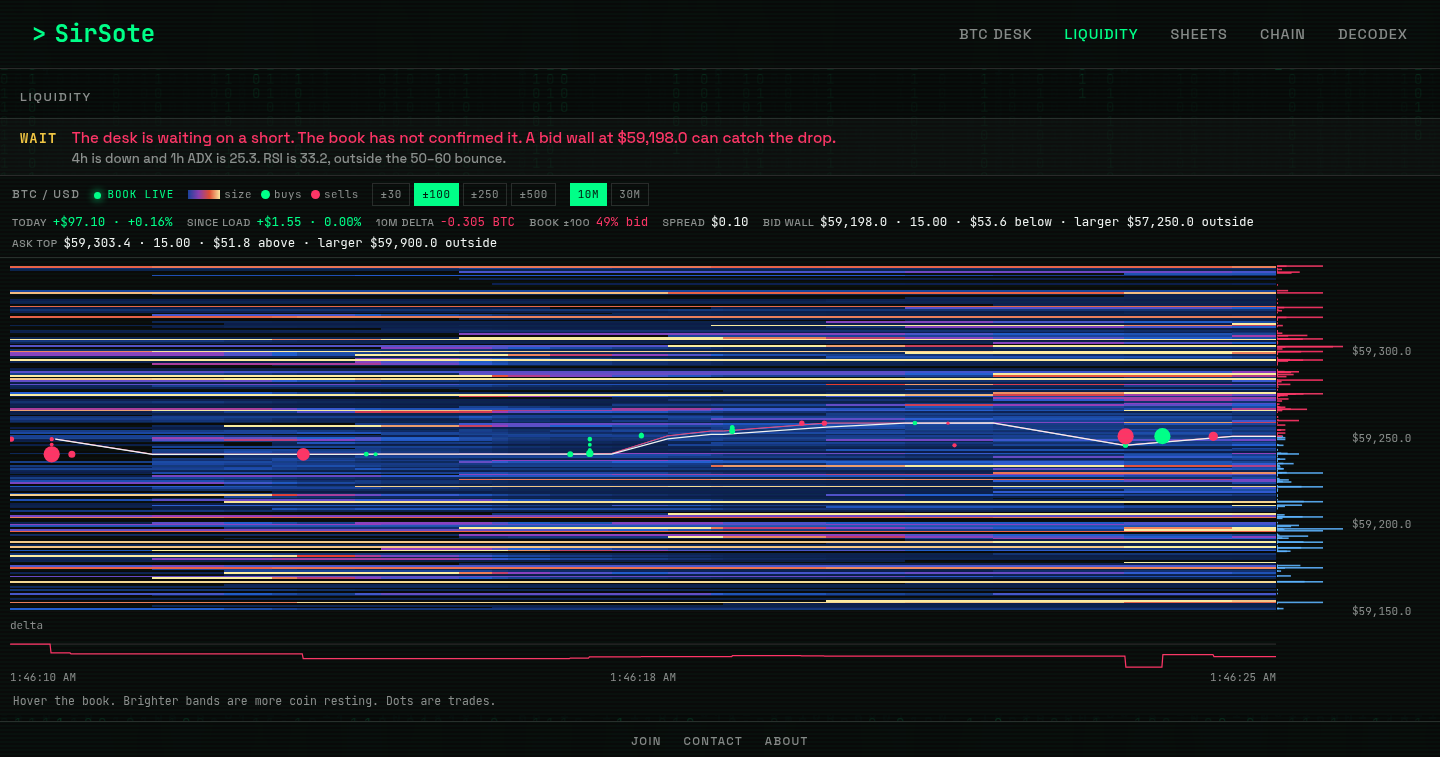 > SirSote
BTC DESK LIQUIDITY SHEETS CHAIN DECODEX
LIQUIDITY
WAIT The desk is waiting on a short. The book has not confirmed it. A bid wall at $59,198.0 can catch the drop.
4h is down and 1h ADX is 25.3. RSI is 33.2, outside the 50–60 bounce.
BTC / USD BOOK LIVE size buys sells ±30 ±100 ±250 ±500 10M 30M
TODAY +$97.10 · +0.16% SINCE LOAD +$1.55 · 0.00% 10M DELTA -0.305 BTC BOOK ±100 49% bid SPREAD $0.10 BID WALL $59,198.0 · 15.00 · $53.6 below · larger $57,250.0 outside
ASK TOP $59,303.4 · 15.00 · $51.8 above · larger $59,900.0 outside
$59,300.0
$59,250.0
$59,200.0
$59,150.0
delta
1:46:10 AM 1:46:18 AM 1:46:25 AM
Hover the book. Brighter bands are more coin resting. Dots are trades.
JOIN CONTACT ABOUT